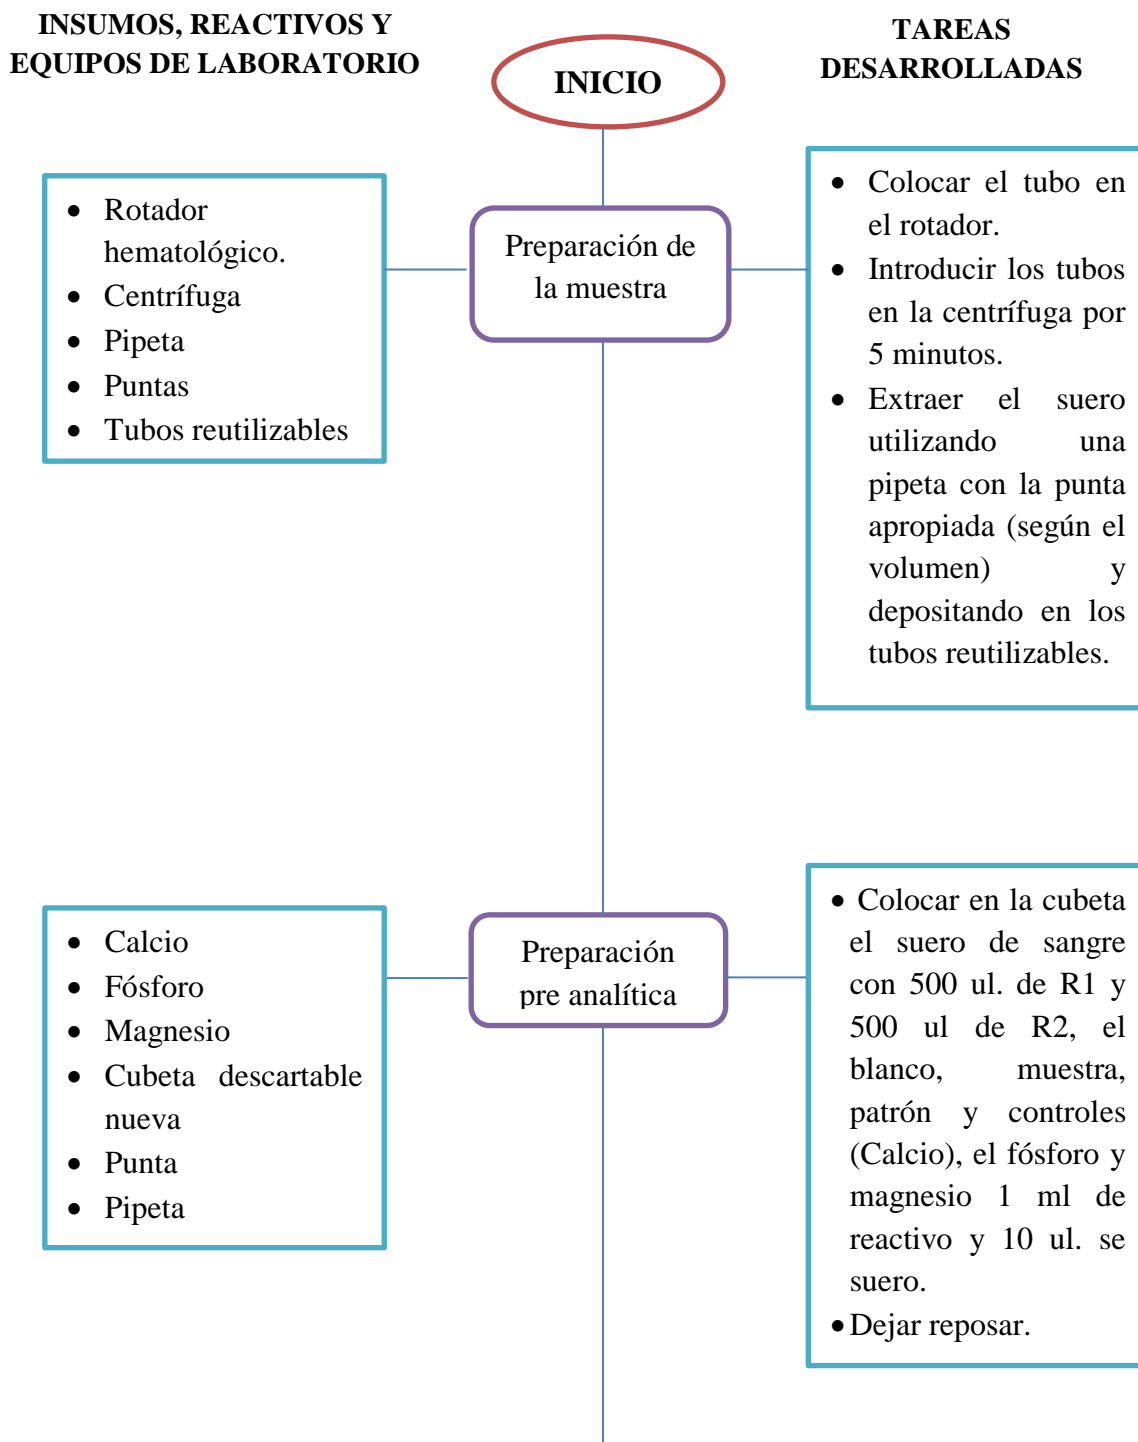 INSUMOS, REACTIVOS Y
EQUIPOS DE LABORATORIO
INICIO
TAREAS
DESARROLLADAS
• Rotador
hematológico.
• Centrífuga
• Pipeta
• Puntas
• Tubos reutilizables
Preparación de
la muestra
• Colocar el tubo en
el rotador.
• Introducir los tubos
en la centrífuga por
5 minutos.
• Extraer el suero
utilizando una
pipeta con la punta
apropiada (según el
volumen) y
depositando en los
tubos reutilizables.
• Calcio
• Fósforo
• Magnesio
• Cubeta descartable
nueva
• Punta
• Pipeta
Preparación
pre analítica
• Colocar en la cubeta
el suero de sangre
con 500 ul. de R1 y
500 ul de R2, el
blanco, muestra,
patrón y controles
(Calcio), el fósforo y
magnesio 1 ml de
reactivo y 10 ul. se
suero.
• Dejar reposar.